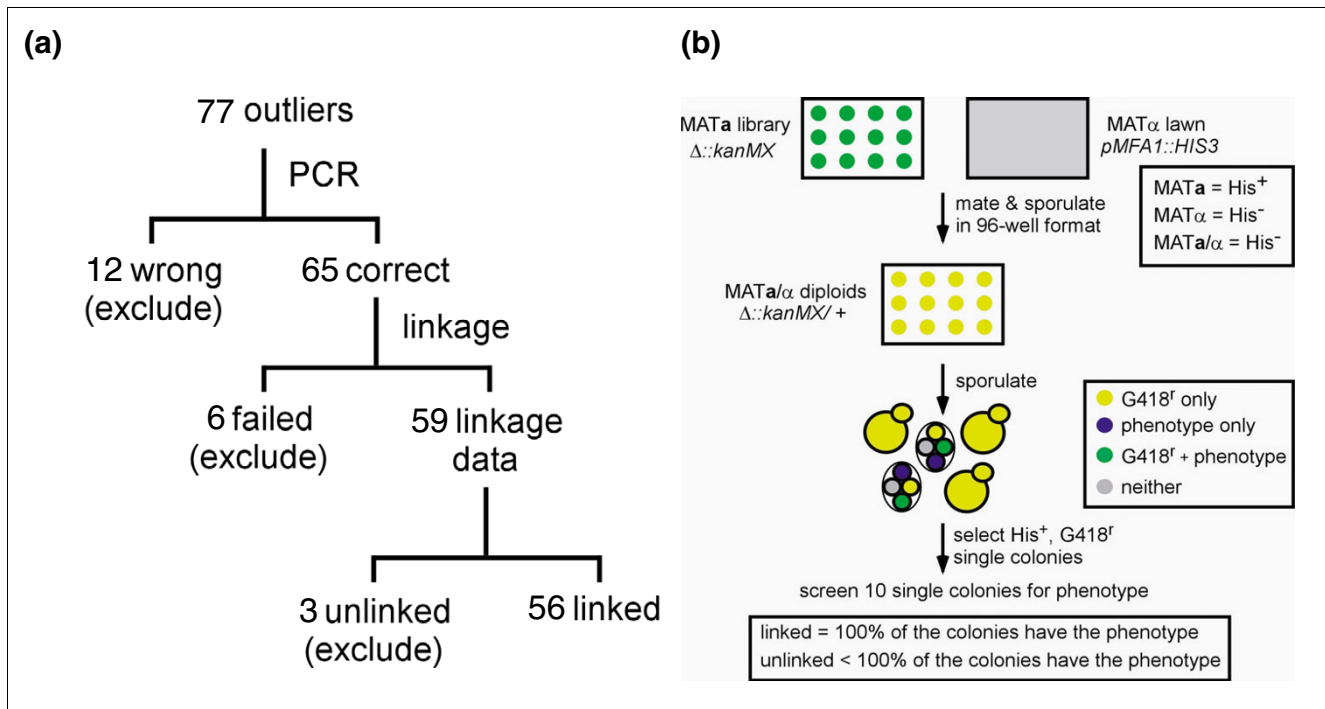 (a)
77 outliers
PCR
12 wrong
(exclude)
65 correct
linkage
6 failed
(exclude)
59 linkage
data
3 unlinked
(exclude)
56 linked
(b)
MATa library
Δ::kanMX
MATα lawn
pMFA1::HIS3
MATa = His⁺
MATα = His⁻
MATa/α = His⁻
mate & sporulate
in 96-well format
MATa/α diploids
Δ::kanMX/ +
sporulate
G418ʳ only
phenotype only
G418ʳ + phenotype
neither
select His⁺, G418ʳ
single colonies
screen 10 single colonies for phenotype
linked = 100% of the colonies have the phenotype
unlinked < 100% of the colonies have the phenotype